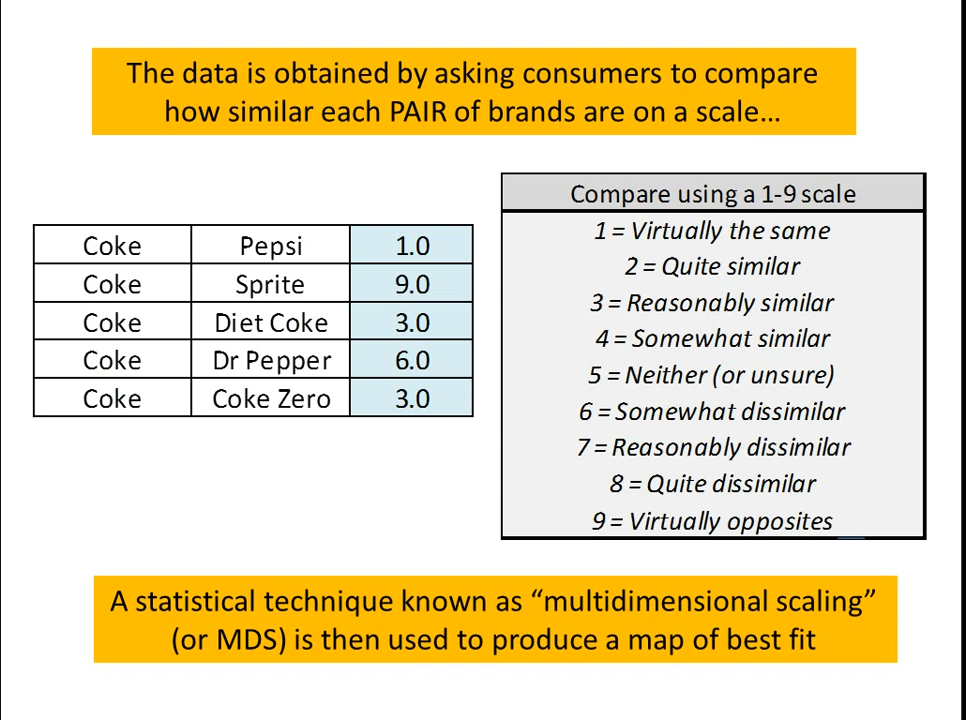 The data is obtained by asking consumers to compare
how similar each PAIR of brands are on a scale…
Coke Pepsi 1.0
Coke Sprite 9.0
Coke Diet Coke 3.0
Coke Dr Pepper 6.0
Coke Coke Zero 3.0
Compare using a 1-9 scale
1 = Virtually the same
2 = Quite similar
3 = Reasonably similar
4 = Somewhat similar
5 = Neither (or unsure)
6 = Somewhat dissimilar
7 = Reasonably dissimilar
8 = Quite dissimilar
9 = Virtually opposites
A statistical technique known as “multidimensional scaling”
(or MDS) is then used to produce a map of best fit